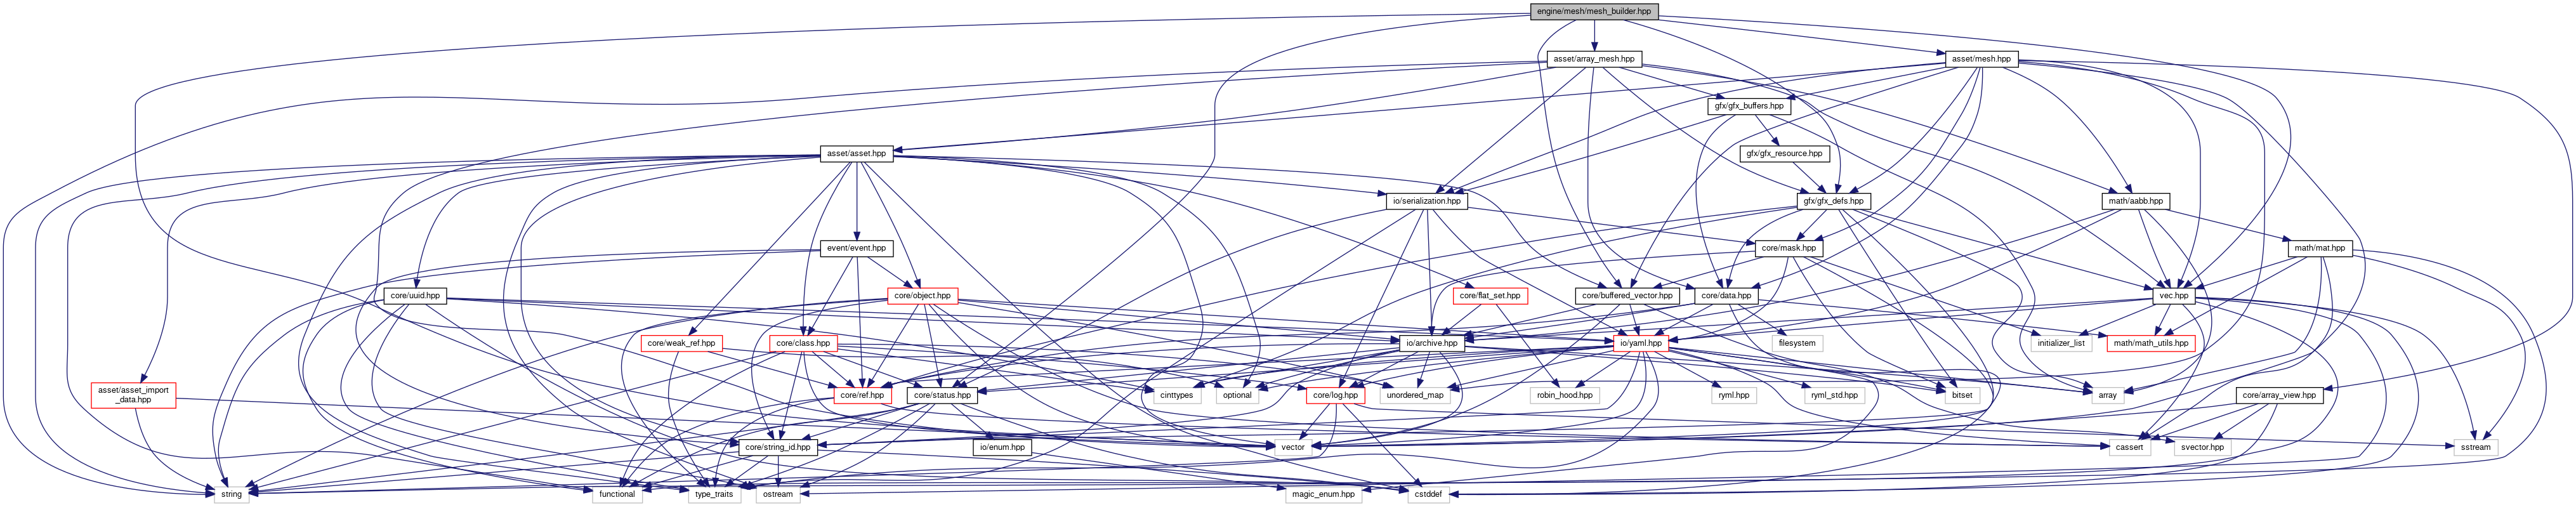 engine/mesh/mesh_builder.hpp
asset/array_mesh.hpp
asset/mesh.hpp
gfx/gfx_buffers.hpp
asset/asset.hpp
gfx/gfx_resource.hpp
io/serialization.hpp
gfx/gfx_defs.hpp
math/aabb.hpp
event/event.hpp
core/mask.hpp
math/mat.hpp
core/uuid.hpp
core/object.hpp
core/flat_set.hpp
core/buffered_vector.hpp
core/data.hpp
vec.hpp
core/weak_ref.hpp
core/class.hpp
io/archive.hpp
io/yaml.hpp
filesystem
initializer_list
math/math_utils.hpp
asset/asset_import
_data.hpp
core/ref.hpp
core/status.hpp
cinttypes
optional
core/log.hpp
unordered_map
robin_hood.hpp
ryml.hpp
ryml_std.hpp
bitset
array
core/array_view.hpp
core/string_id.hpp
io/enum.hpp
vector
cassert
svector.hpp
sstream
string
functional
type_traits
ostream
magic_enum.hpp
cstddef